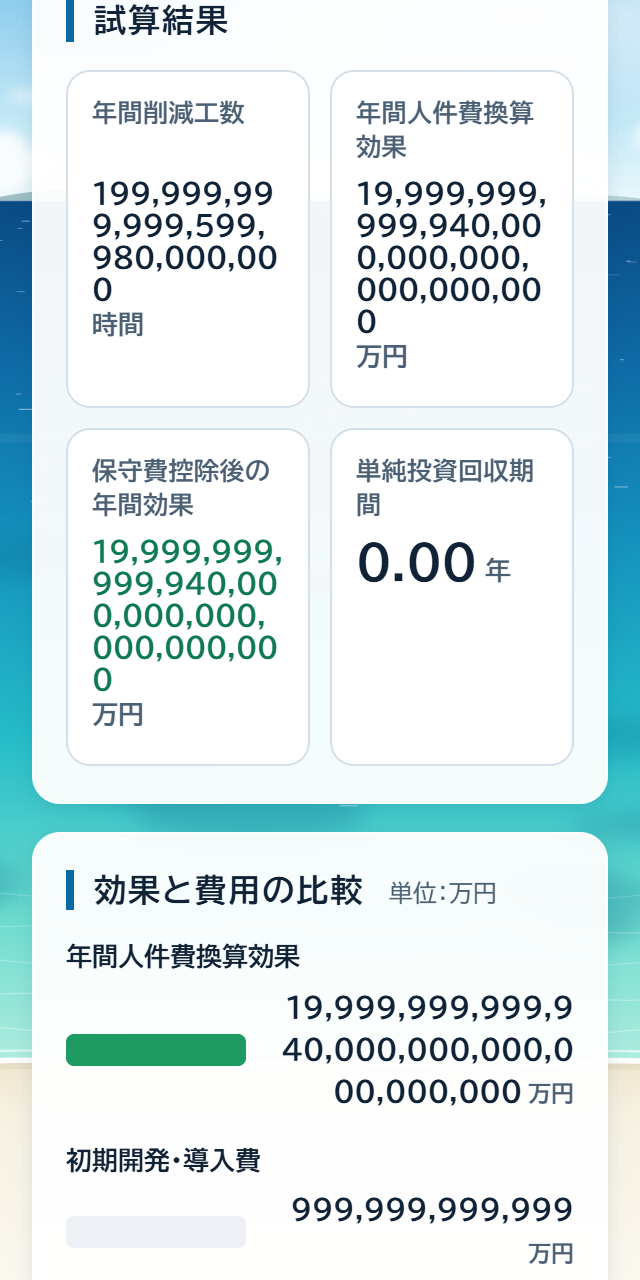 試算結果
年間削減工数
199,999,99
9,999,599,
980,000,00
0
時間
年間人件費換算
効果
19,999,999,
999,940,00
0,000,000,
000,000,00
0
万円
保守費控除後の
年間効果
19,999,999,
999,940,00
0,000,000,
000,000,00
0
万円
単純投資回収期
間
0.00 年
効果と費用の比較 単位:万円
年間人件費換算効果
19,999,999,999,9
40,000,000,000,0
00,000,000 万円
初期開発・導入費
999,999,999,999
万円